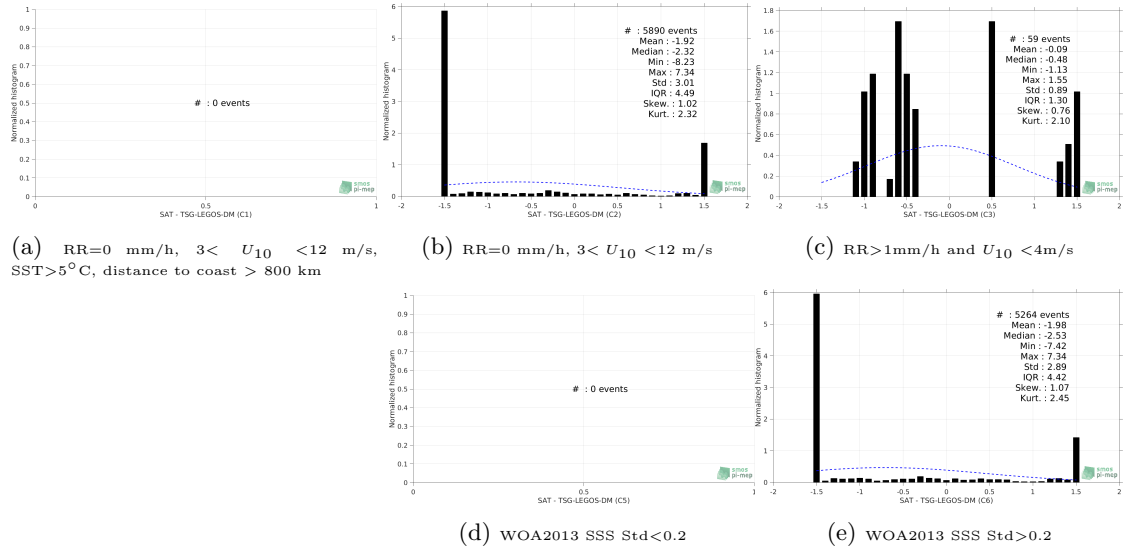 1
0.9
0.8
0.7
0.6
0.5
0.4
0.3
0.2
0.1
0
Normalized histogram
# : 0 events
smos
pi-mep
0 0.5 1
SAT - TSG-LEGOS-DM (C1)
(a) RR=0 mm/h, 3< U10 <12 m/s,
SST>5°C, distance to coast > 800 km
6
5
4
3
2
1
0
Normalized histogram
# : 5890 events
Mean : -1.92
Median : -2.32
Min : -8.23
Max : 7.34
Std : 3.01
IQR : 4.49
Skew. : 1.02
Kurt. : 2.32
smos
pi-mep
-2 -1.5 -1 -0.5 0 0.5 1 1.5 2
SAT - TSG-LEGOS-DM (C2)
(b) RR=0 mm/h, 3< U10 <12 m/s
1.8
1.6
1.4
1.2
1
0.8
0.6
0.4
0.2
0
Normalized histogram
# : 59 events
Mean : -0.09
Median : -0.48
Min : -1.13
Max : 1.55
Std : 0.89
IQR : 1.30
Skew. : 0.76
Kurt. : 2.10
smos
pi-mep
-2 -1.5 -1 -0.5 0 0.5 1 1.5 2
SAT - TSG-LEGOS-DM (C3)
(c) RR>1mm/h and U10 <4m/s
1
0.9
0.8
0.7
0.6
0.5
0.4
0.3
0.2
0.1
0
Normalized histogram
# : 0 events
smos
pi-mep
0 0.5 1
SAT - TSG-LEGOS-DM (C5)
(d) WOA2013 SSS Std<0.2
6
5
4
3
2
1
0
Normalized histogram
# : 5264 events
Mean : -1.98
Median : -2.53
Min : -7.42
Max : 7.34
Std : 2.89
IQR : 4.42
Skew. : 1.07
Kurt. : 2.45
smos
pi-mep
-2 -1.5 -1 -0.5 0 0.5 1 1.5 2
SAT - TSG-LEGOS-DM (C6)
(e) WOA2013 SSS Std>0.2